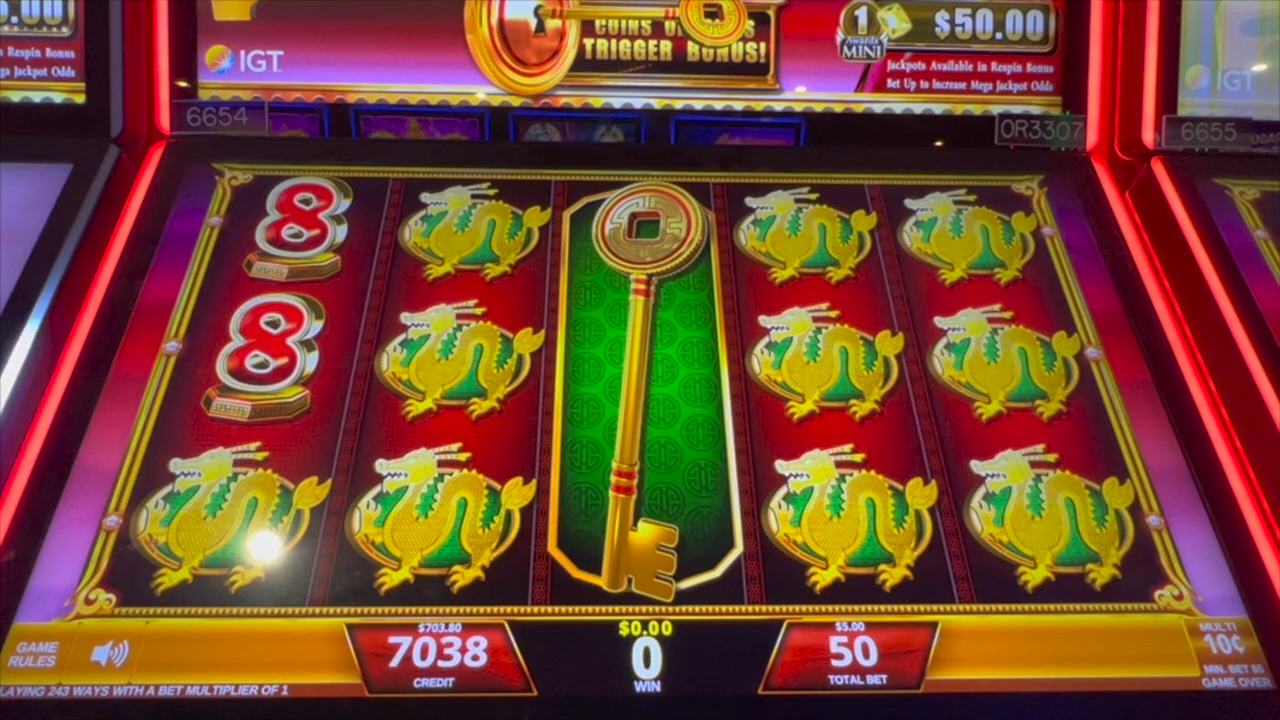 COINS
TRIGGER BONUS!
1
Awards
MINI
$50.00
IGT
Jackpots Available in Respin Bonus
Bet Up to Increase Mega Jackpot Odds
Respin Bonus
Jackpot Odds
IGT
6654
OR3307
6655
8
8
GAME
RULES
$703.80
7038
CREDIT
$0.00
0
WIN
$5.00
50
TOTAL BET
MULTI
10¢
MIN. BET
GAME OVER
LAYING 243 WAYS WITH A BET MULTIPLIER OF 1